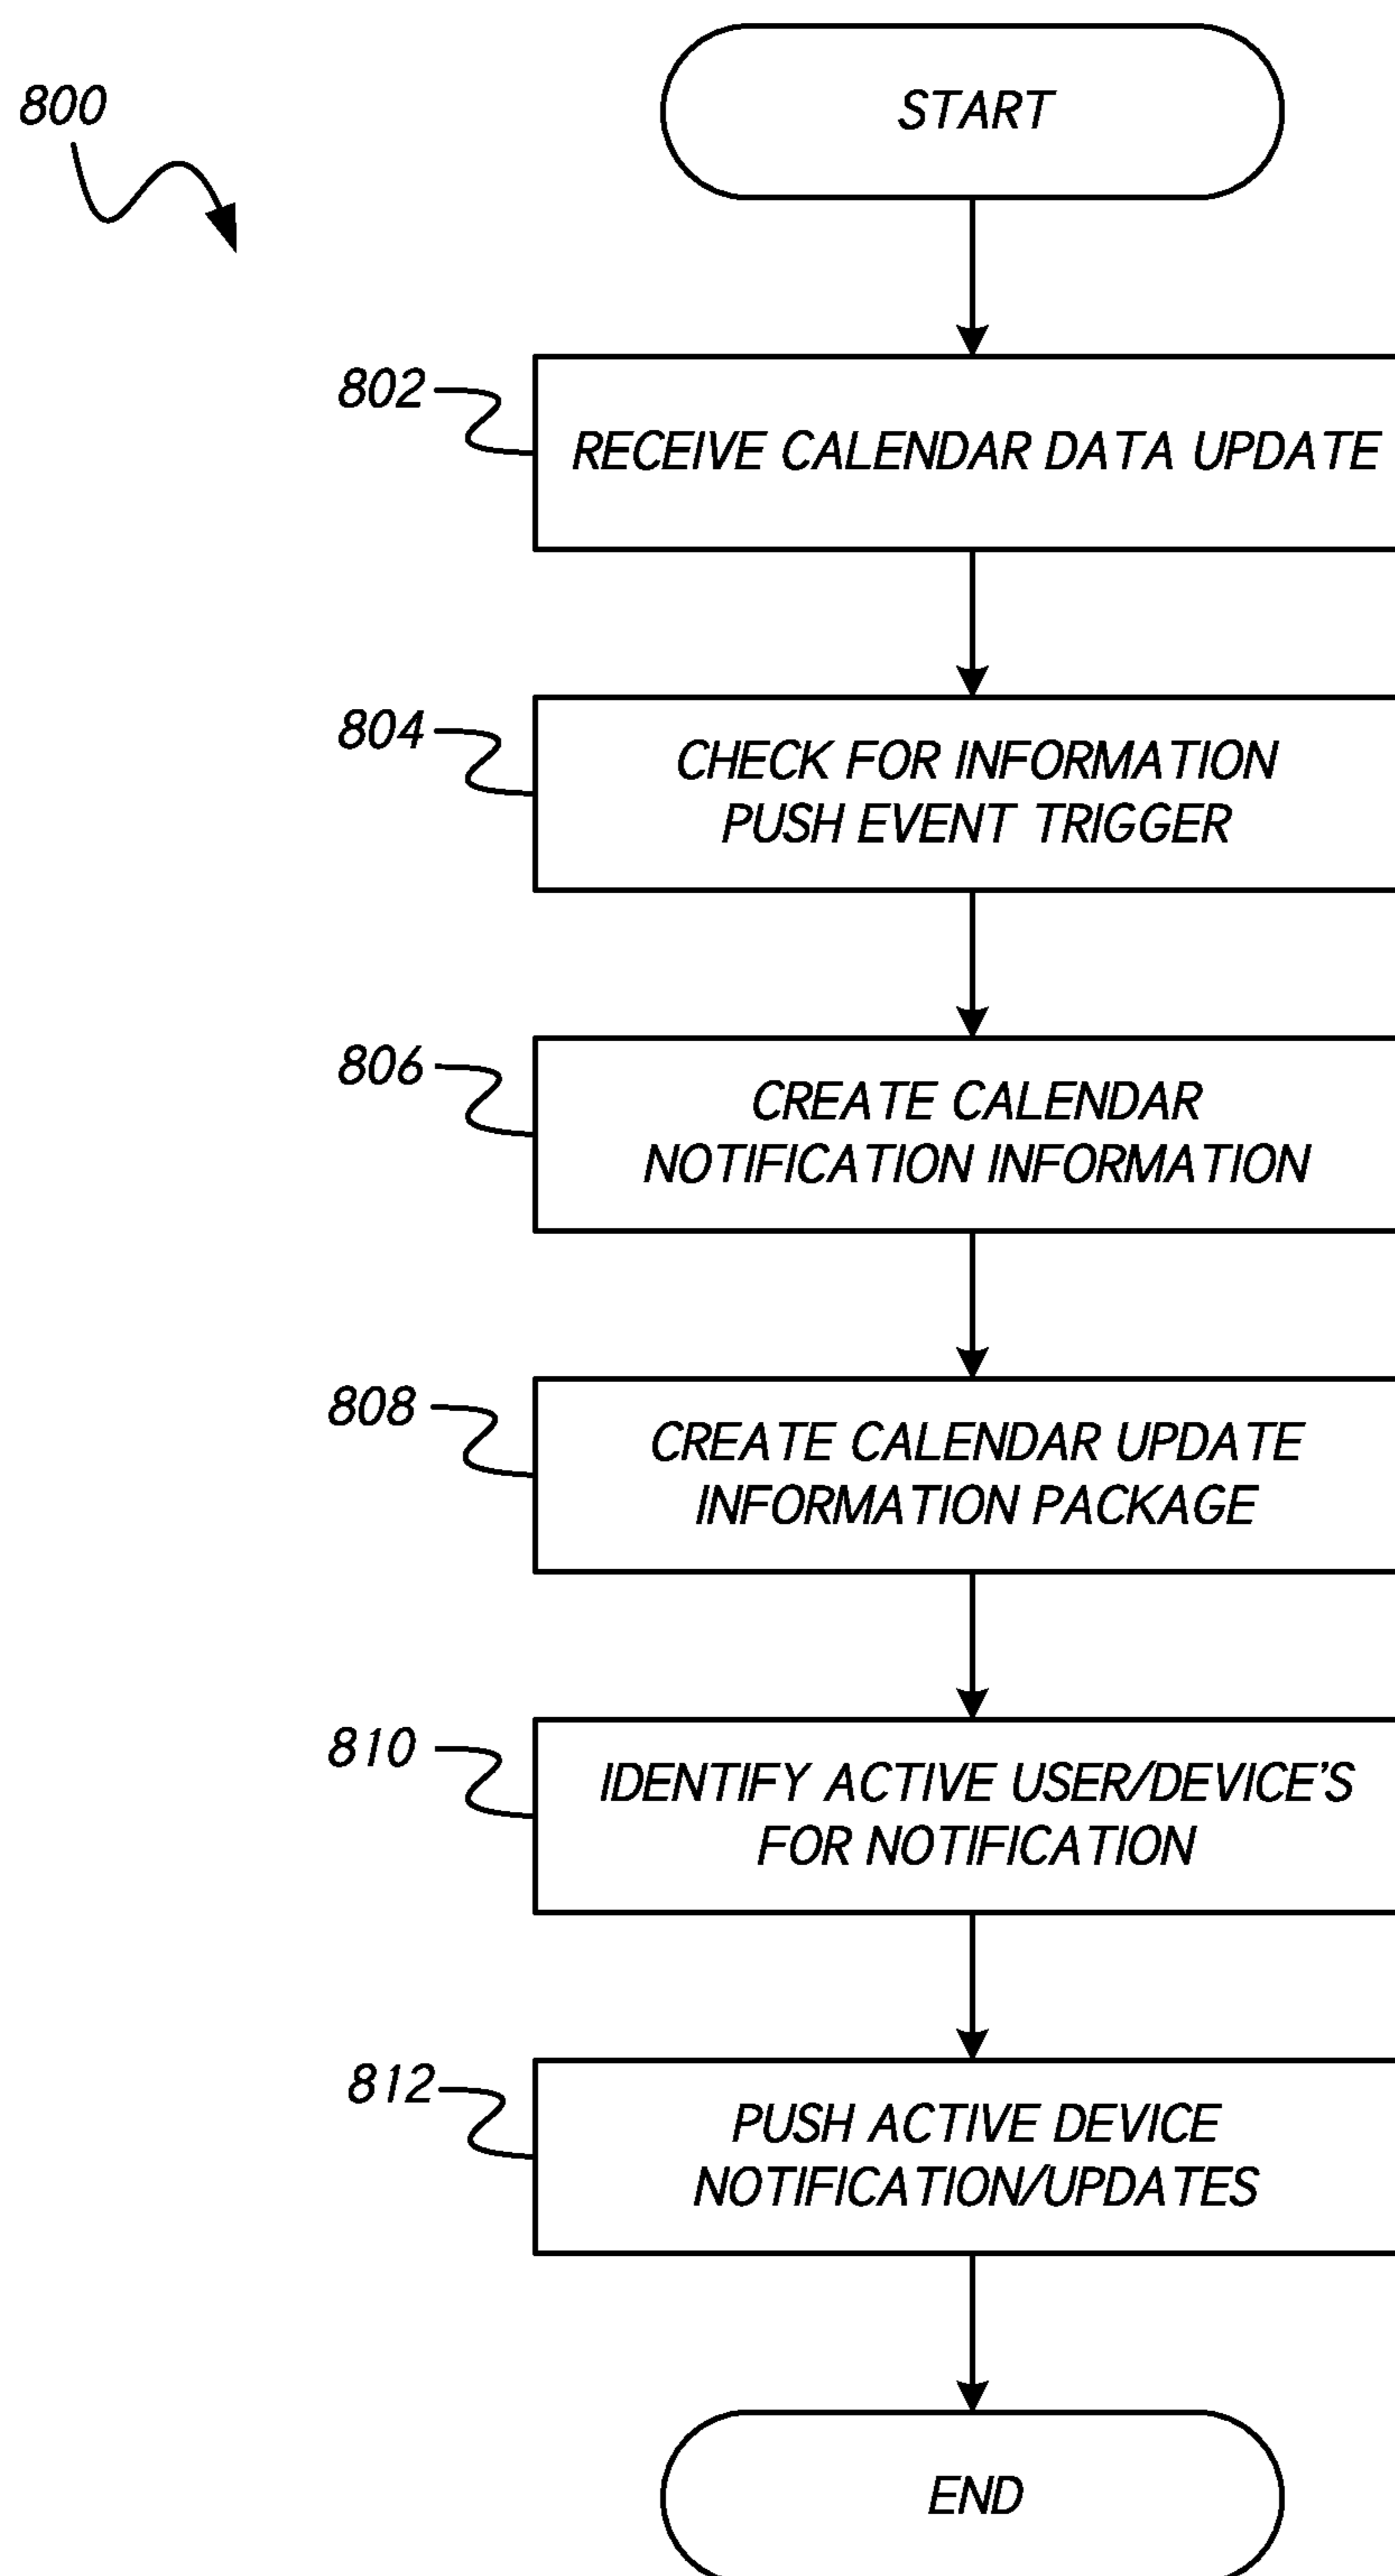 800
START
802
RECEIVE CALENDAR DATA UPDATE
804
CHECK FOR INFORMATION
PUSH EVENT TRIGGER
806
CREATE CALENDAR
NOTIFICATION INFORMATION
808
CREATE CALENDAR UPDATE
INFORMATION PACKAGE
810
IDENTIFY ACTIVE USER/DEVICE'S
FOR NOTIFICATION
812
PUSH ACTIVE DEVICE
NOTIFICATION/UPDATES
END